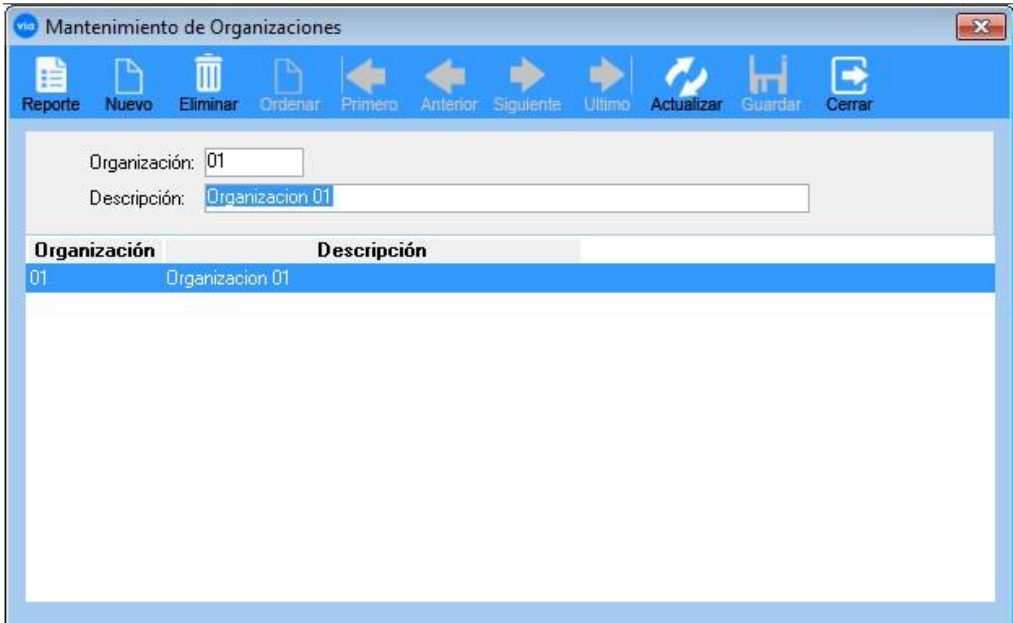 via Mantenimiento de Organizaciones
Reporte Nuevo Eliminar Ordenar Primero Anterior Siguiente Ultimo Actualizar Guardar Cerrar
Organización: 01
Descripción: Organizacion 01
Organización Descripción
01 Organizacion 01